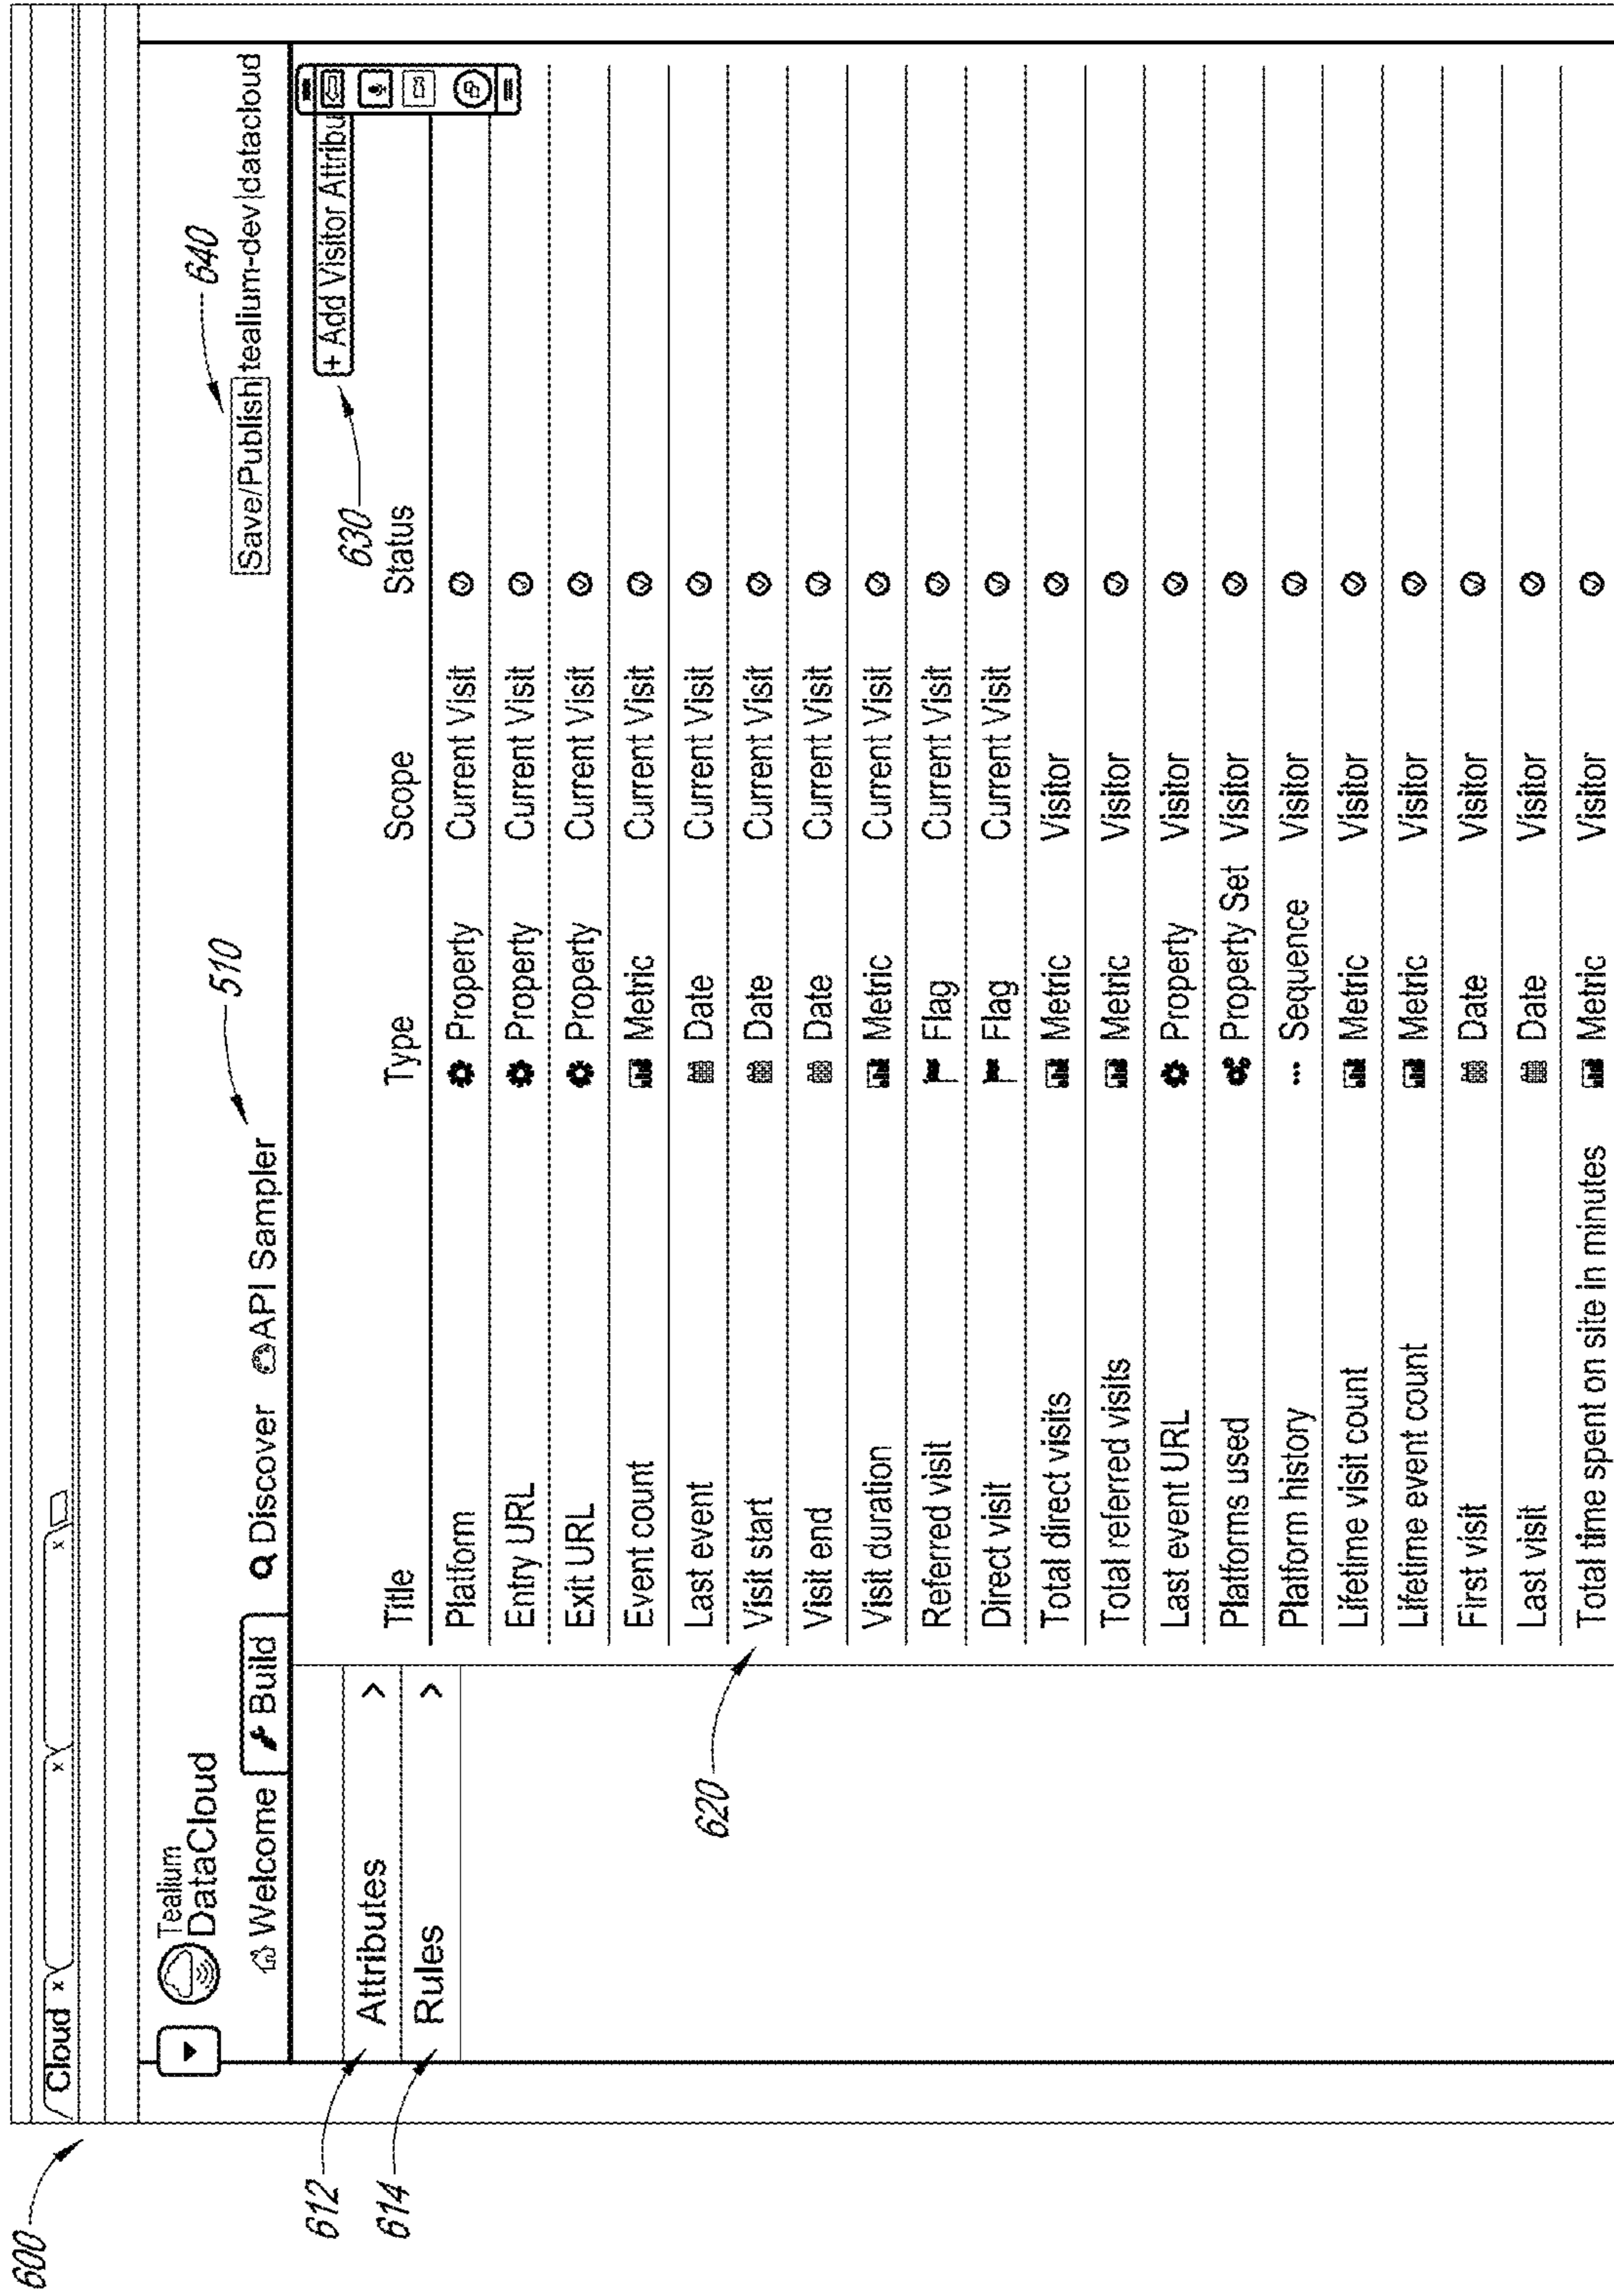 600
Cloud x x x
Tealium
DataCloud
640
Save/Publish tealium-dev|datacloud
510
Welcome Build Discover API Sampler
+ Add Visitor Attribu
630
612
Attributes >
614
Rules >
620
Title Type Scope Status
Platform Property Current Visit
Entry URL Property Current Visit
Exit URL Property Current Visit
Event count Metric Current Visit
Last event Date Current Visit
Visit start Date Current Visit
Visit end Date Current Visit
Visit duration Metric Current Visit
Referred visit Flag Current Visit
Direct visit Flag Current Visit
Total direct visits Metric Visitor
Total referred visits Metric Visitor
Last event URL Property Visitor
Platforms used Property Set Visitor
Platform history Sequence Visitor
Lifetime visit count Metric Visitor
Lifetime event count Metric Visitor
First visit Date Visitor
Last visit Date Visitor
Total time spent on site in minutes Metric Visitor